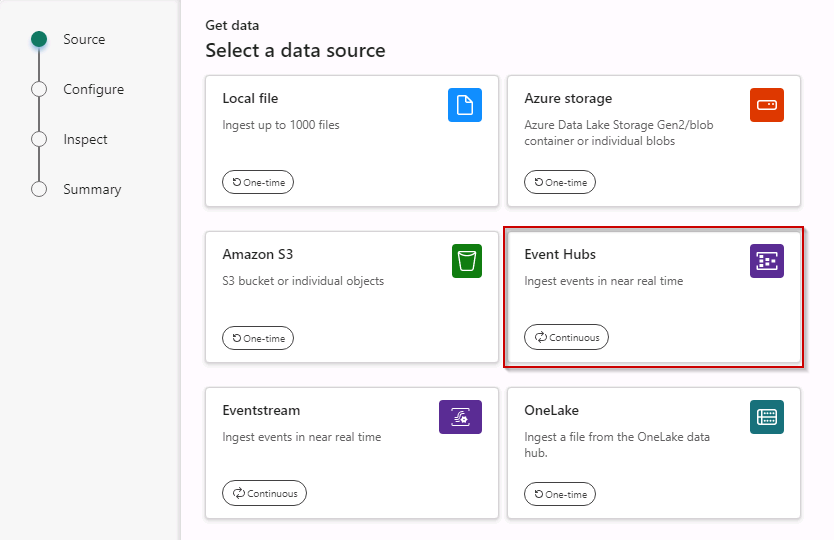 Source
Configure
Inspect
Summary
Get data
Select a data source
Local file
Ingest up to 1000 files
One-time
Azure storage
Azure Data Lake Storage Gen2/blob
container or individual blobs
One-time
Amazon S3
S3 bucket or individual objects
One-time
Event Hubs
Ingest events in near real time
Continuous
Eventstream
Ingest events in near real time
Continuous
OneLake
Ingest a file from the OneLake data
hub.
One-time